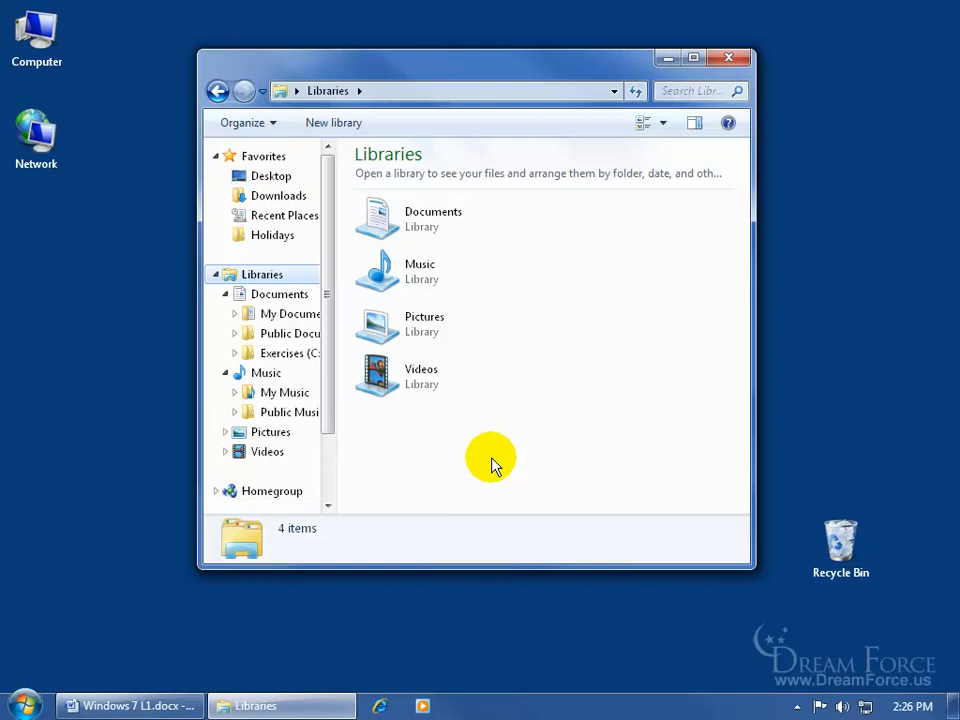 Computer
Network
Libraries
Search Libr...
Organize
New library
Favorites
Desktop
Downloads
Recent Places
Holidays
Libraries
Documents
My Docume
Public Docu
Exercises (C:
Music
My Music
Public Musi
Pictures
Videos
Homegroup
Libraries
Open a library to see your files and arrange them by folder, date, and oth...
Documents
Library
Music
Library
Pictures
Library
Videos
Library
4 items
Recycle Bin
DREAM FORCE
www.DreamForce.us
Windows 7 L1.docx -...
Libraries
2:26 PM